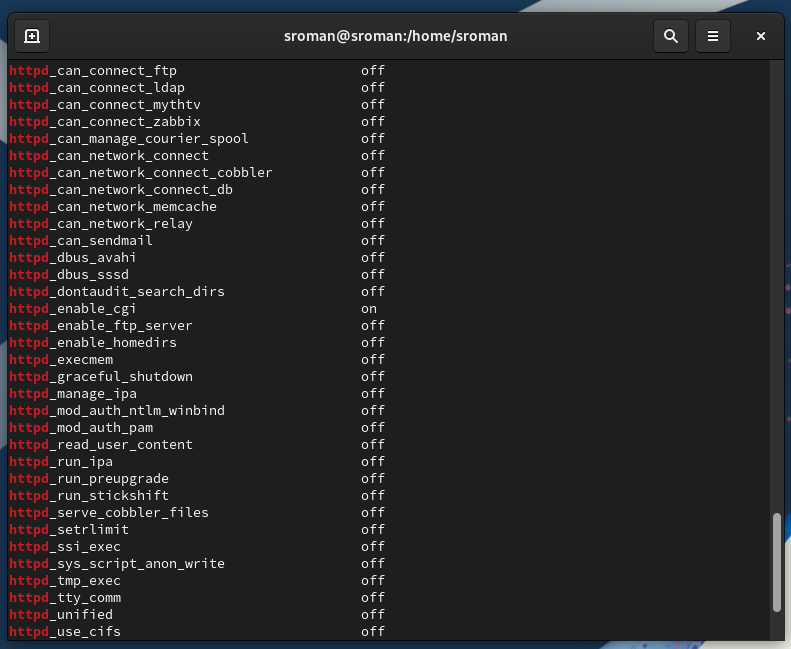 sroman@sroman:/home/sroman
httpd_can_connect_ftp off
httpd_can_connect_ldap off
httpd_can_connect_mythtv off
httpd_can_connect_zabbix off
httpd_can_manage_courier_spool off
httpd_can_network_connect off
httpd_can_network_connect_cobbler off
httpd_can_network_connect_db off
httpd_can_network_memcache off
httpd_can_network_relay off
httpd_can_sendmail off
httpd_dbus_avahi off
httpd_dbus_sssd off
httpd_dontaudit_search_dirs off
httpd_enable_cgi on
httpd_enable_ftp_server off
httpd_enable_homedirs off
httpd_execmem off
httpd_graceful_shutdown off
httpd_manage_ipa off
httpd_mod_auth_ntlm_winbind off
httpd_mod_auth_pam off
httpd_read_user_content off
httpd_run_ipa off
httpd_run_preupgrade off
httpd_run_stickshift off
httpd_serve_cobbler_files off
httpd_setrlimit off
httpd_ssi_exec off
httpd_sys_script_anon_write off
httpd_tmp_exec off
httpd_tty_comm off
httpd_unified off
httpd_use_cifs off